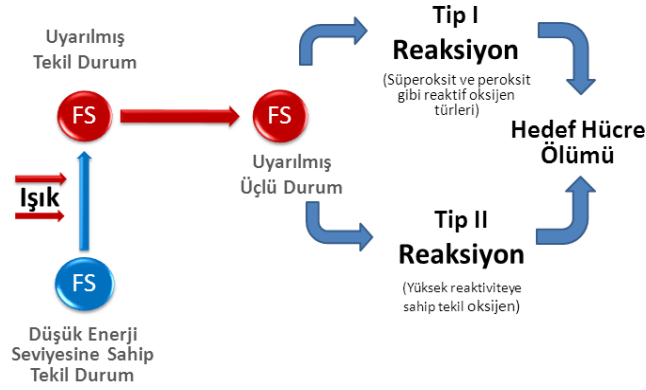 Uyarılmış
Tekil Durum
FS
FS
Uyarılmış
Üçlü Durum
Işık
FS
Düşük Enerji
Seviyesine Sahip
Tekil Durum
Tip I
Reaksiyon
(Süperoksit ve peroksit
gibi reaktif oksijen
türleri)
Hedef Hücre
Ölümü
Tip II
Reaksiyon
(Yüksek reaktiviteye
sahip tekil oksijen)